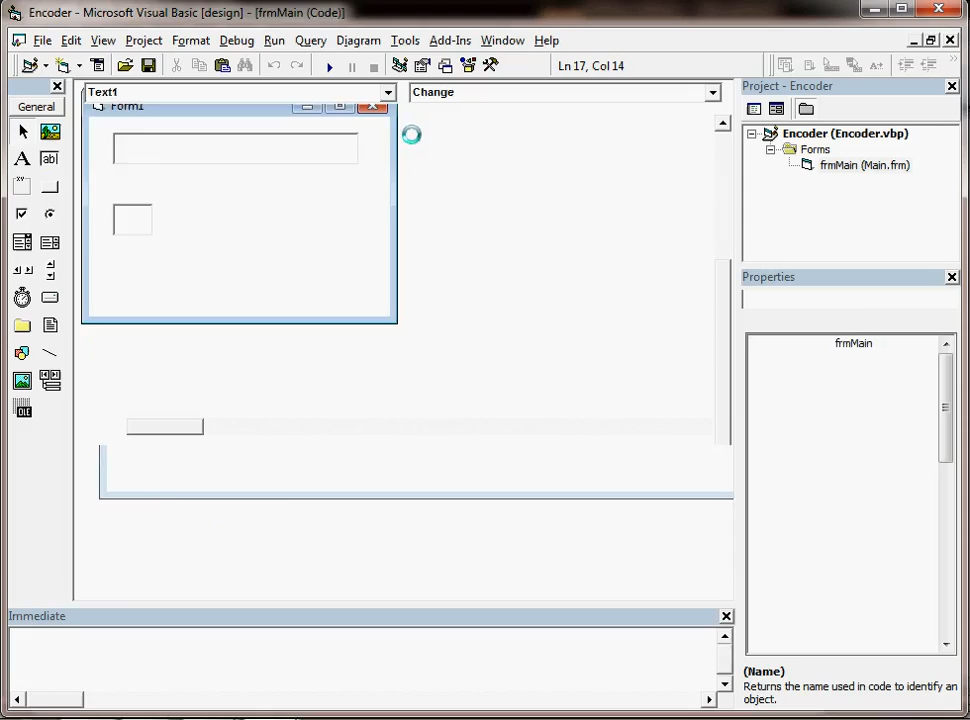 Encoder - Microsoft Visual Basic [design] - [frmMain (Code)]
File Edit View Project Format Debug Run Query Diagram Tools Add-Ins Window Help
Ln 17, Col 14
General
Text1
Change
Form1
Project - Encoder
Encoder (Encoder.vbp)
Forms
frmMain (Main.frm)
Properties
frmMain
(Name)
Returns the name used in code to identify an
object.
Immediate